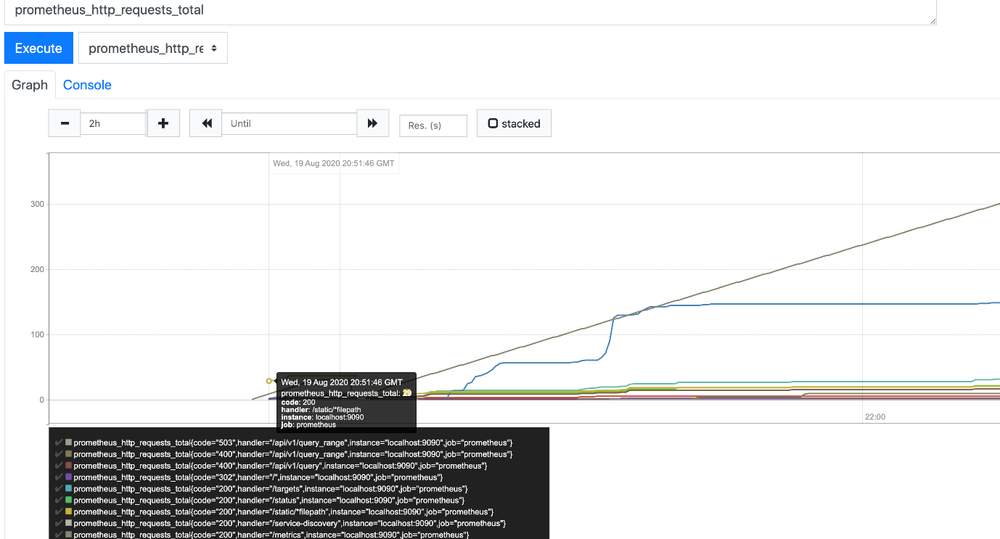 prometheus_http_requests_total
Execute
prometheus_http_re
Graph
Console
2h
Until
Res. (s)
stacked
Wed, 19 Aug 2020 20:51:46 GMT
300
200
100
0
22:00
Wed, 19 Aug 2020 20:51:46 GMT
prometheus_http_requests_total: 29
code: 200
handler: /static/*filepath
instance: localhost:9090
job: prometheus
prometheus_http_requests_total{code="503",handler="/api/v1/query_range",instance="localhost:9090",job="prometheus"}
prometheus_http_requests_total{code="400",handler="/api/v1/query_range",instance="localhost:9090",job="prometheus"}
prometheus_http_requests_total{code="400",handler="/api/v1/query",instance="localhost:9090",job="prometheus"}
prometheus_http_requests_total{code="302",handler="/",instance="localhost:9090",job="prometheus"}
prometheus_http_requests_total{code="200",handler="/targets",instance="localhost:9090",job="prometheus"}
prometheus_http_requests_total{code="200",handler="/status",instance="localhost:9090",job="prometheus"}
prometheus_http_requests_total{code="200",handler="/static/*filepath",instance="localhost:9090",job="prometheus"}
prometheus_http_requests_total{code="200",handler="/service-discovery",instance="localhost:9090",job="prometheus"}
prometheus_http_requests_total{code="200",handler="/metrics",instance="localhost:9090",job="prometheus"}